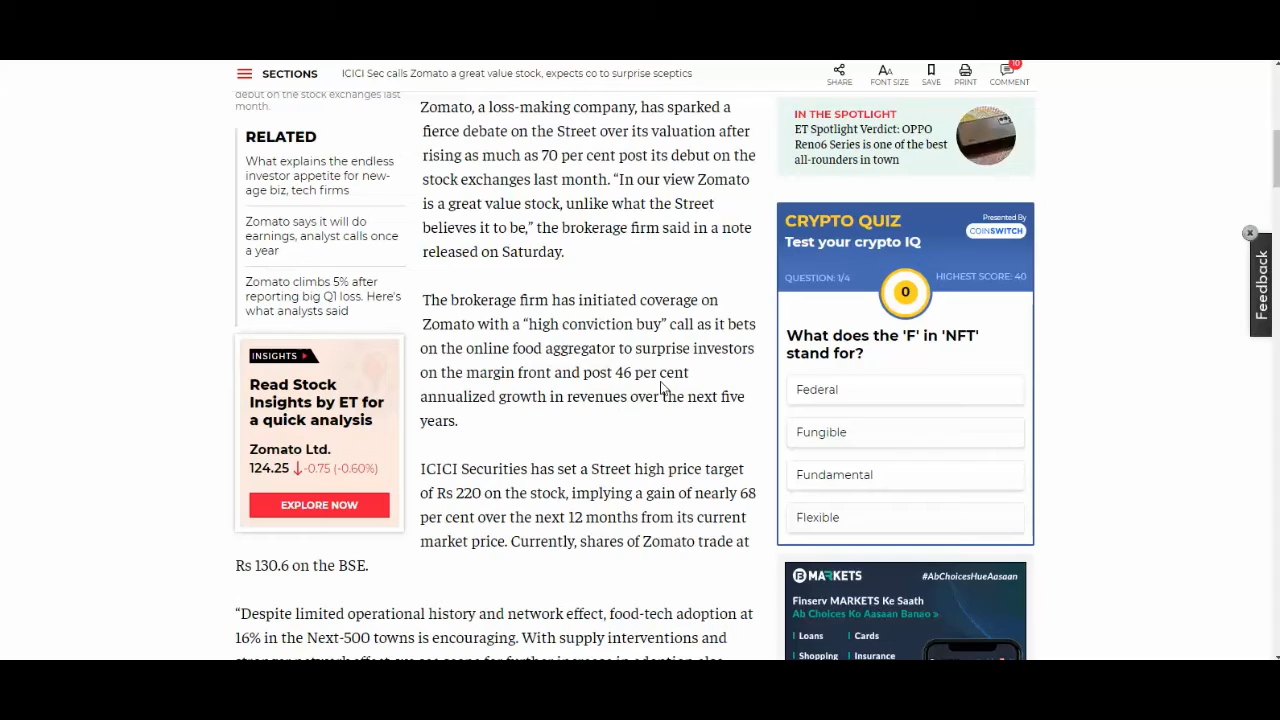 SECTIONS
ICICI Sec calls Zomato a great value stock, expects co to surprise sceptics
SHARE
AA
FONT SIZE
SAVE
PRINT
10
COMMENT
debut on the stock exchanges last
month.
RELATED
What explains the endless
investor appetite for new-
age biz, tech firms
Zomato says it will do
earnings, analyst calls once
a year
Zomato climbs 5% after
reporting big Q1 loss. Here's
what analysts said
INSIGHTS
Read Stock
Insights by ET for
a quick analysis
Zomato Ltd.
124.25 ↓-0.75 (-0.60%)
EXPLORE NOW
Zomato, a loss-making company, has sparked a
fierce debate on the Street over its valuation after
rising as much as 70 per cent post its debut on the
stock exchanges last month. “In our view Zomato
is a great value stock, unlike what the Street
believes it to be,” the brokerage firm said in a note
released on Saturday.
The brokerage firm has initiated coverage on
Zomato with a “high conviction buy” call as it bets
on the online food aggregator to surprise investors
on the margin front and post 46 per cent
annualized growth in revenues over the next five
years.
ICICI Securities has set a Street high price target
of Rs 220 on the stock, implying a gain of nearly 68
per cent over the next 12 months from its current
market price. Currently, shares of Zomato trade at
Rs 130.6 on the BSE.
“Despite limited operational history and network effect, food-tech adoption at
16% in the Next-500 towns is encouraging. With supply interventions and
IN THE SPOTLIGHT
ET Spotlight Verdict: OPPO
Reno6 Series is one of the best
all-rounders in town
CRYPTO QUIZ
Test your crypto IQ
Presented By
COINSWITCH
QUESTION: 1/4
0
HIGHEST SCORE: 40
What does the 'F' in 'NFT'
stand for?
Federal
Fungible
Fundamental
Flexible
MARKETS
#AbChoicesHueAasaan
Finserv MARKETS Ke Saath
Ab Choices Ko Aasaan Banao »
Loans
Cards
Shopping
Insurance
x
Feedback